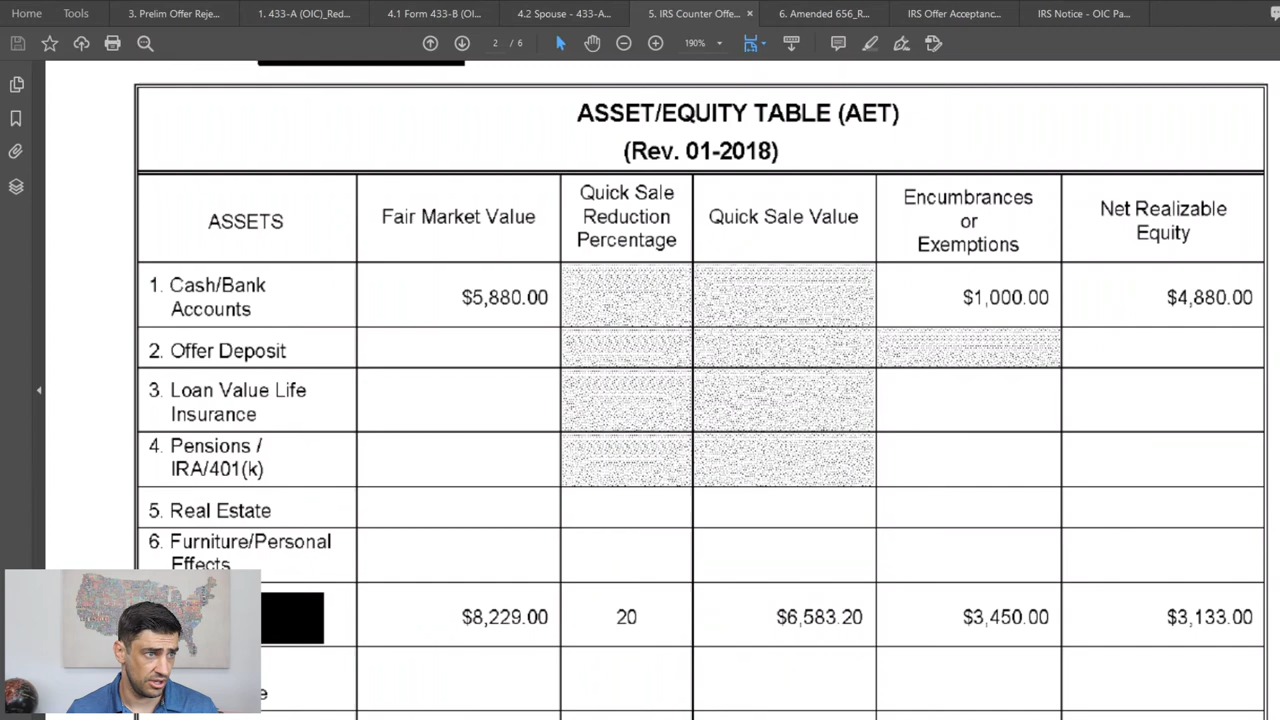 Home Tools 3. Prelim Offer Reje... 1. 433-A (OIC)_Red... 4.1 Form 433-B (OI... 4.2 Spouse - 433-A... 5. IRS Counter Offe... × 6. Amended 656_R... IRS Offer Acceptanc... IRS Notice - OIC Pa...
2 / 6 190%
ASSET/EQUITY TABLE (AET)
(Rev. 01-2018)
ASSETS
Fair Market Value
Quick Sale
Reduction
Percentage
Quick Sale Value
Encumbrances
or
Exemptions
Net Realizable
Equity
1. Cash/Bank
Accounts
$5,880.00
$1,000.00
$4,880.00
2. Offer Deposit
3. Loan Value Life
Insurance
4. Pensions /
IRA/401(k)
5. Real Estate
6. Furniture/Personal
Effects
$8,229.00
20
$6,583.20
$3,450.00
$3,133.00
e